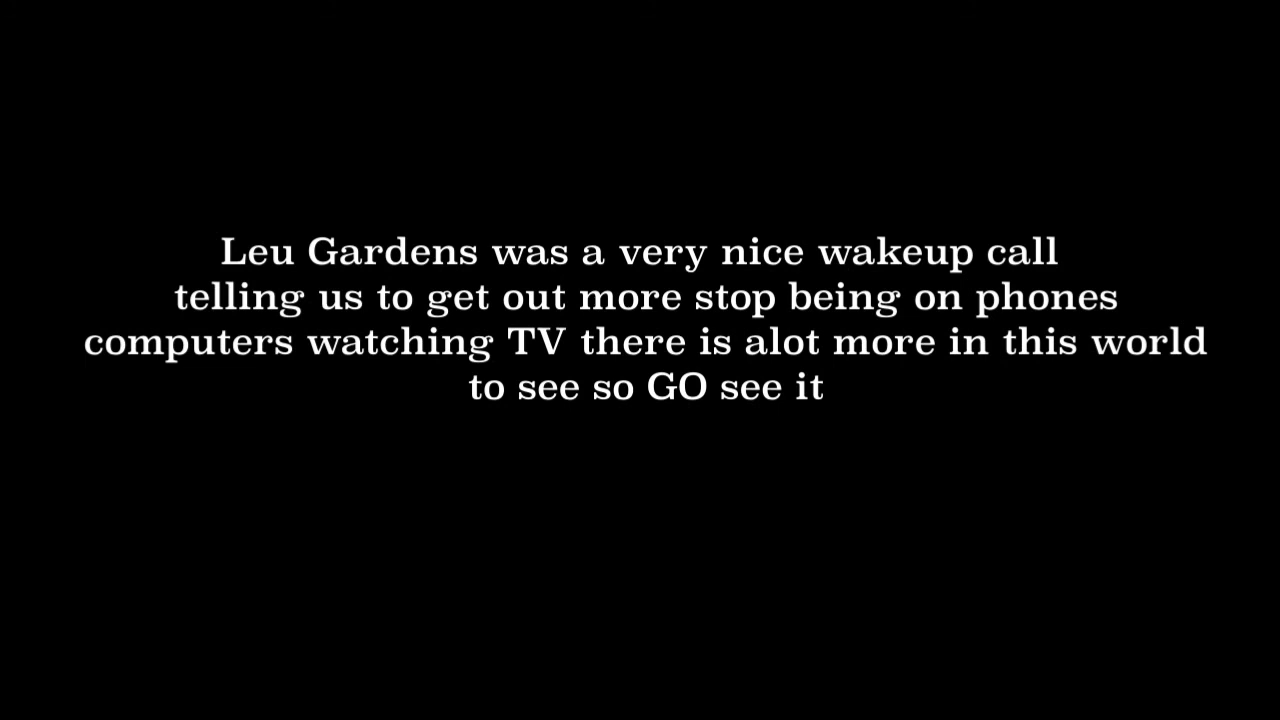 Leu Gardens was a very nice wakeup call
telling us to get out more stop being on phones
computers watching TV there is alot more in this world
to see so GO see it